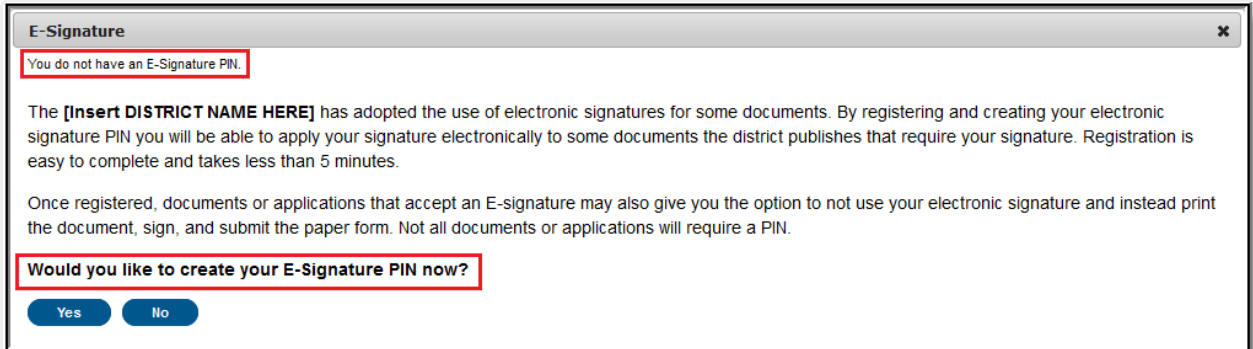 E-Signature
You do not have an E-Signature PIN.
The [Insert DISTRICT NAME HERE] has adopted the use of electronic signatures for some documents. By registering and creating your electronic
signature PIN you will be able to apply your signature electronically to some documents the district publishes that require your signature. Registration is
easy to complete and takes less than 5 minutes.
Once registered, documents or applications that accept an E-signature may also give you the option to not use your electronic signature and instead print
the document, sign, and submit the paper form. Not all documents or applications will require a PIN.
Would you like to create your E-Signature PIN now?
Yes No